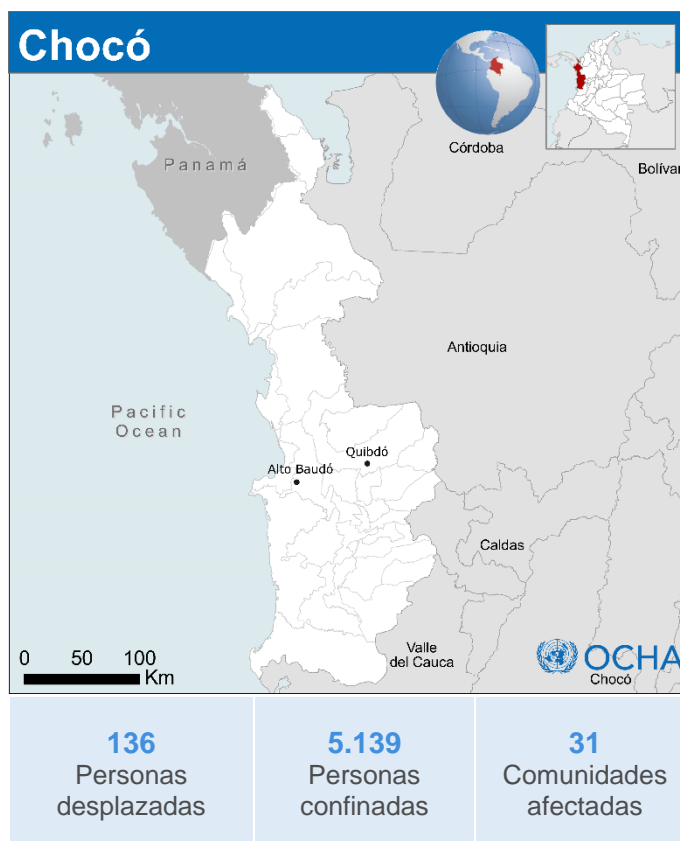 Chocó
Panamá
Córdoba
Bolívar
Antioquia
Pacific
Ocean
Quibdó
Alto Baudó
Caldas
Valle
del Cauca
OCHA
Chocó
0 50 100
Km
136
Personas
desplazadas
5.139
Personas
confinadas
31
Comunidades
afectadas